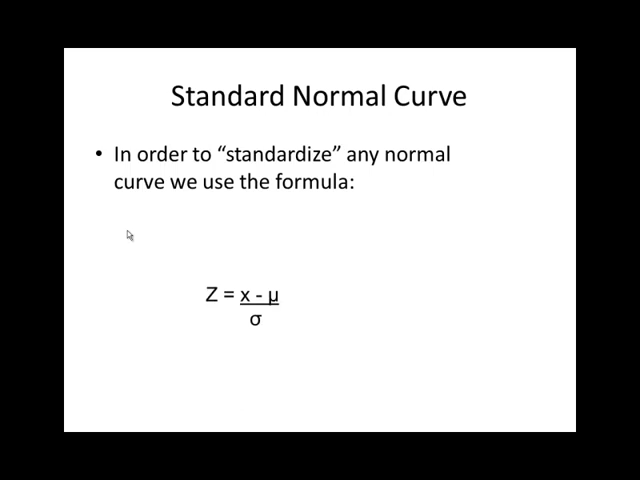 Standard Normal Curve
• In order to “standardize” any normal
curve we use the formula:
Z = x - µ
σ